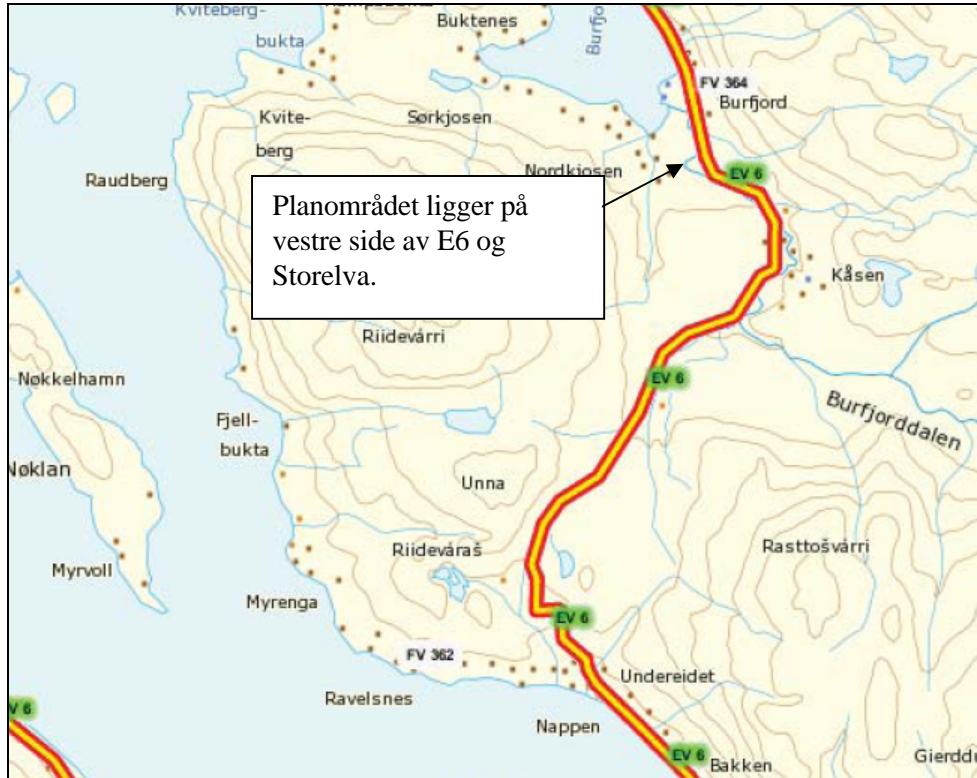 Kviteberg-
bukta
Buktenes
Burfjord
FV 364
Burfjord
Kvite-
berg
Sørkjosen
Raudberg
Nordkjosen
EV 6
Planområdet ligger på
vestre side av E6 og
Storelva.
Kåsen
Riidevárri
Nøkkelhamn
EV 6
Burfjorddalen
Fjell-
bukta
Nøklan
Unna
Riideváraš
Rasttošvárri
Myrvoll
Myrenga
EV 6
FV 362
Undereidet
Ravelsnes
Nappen
V 6
EV 6
Bakken